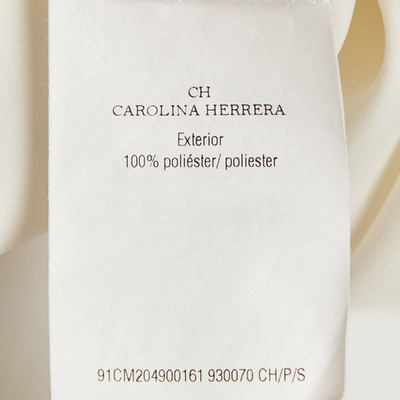 CH
CAROLINA HERRERA
Exterior
100% poliéster/ poliester
91CM204900161 930070 CH/P/S